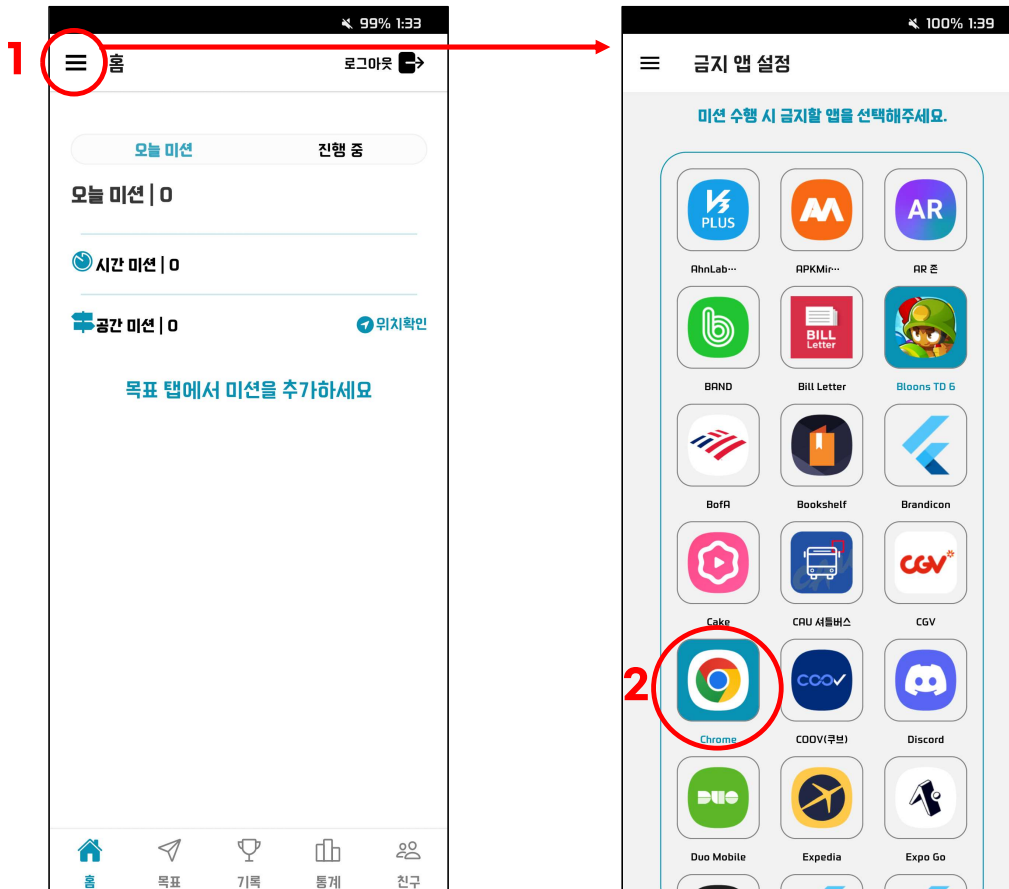 1
99% 1:33
홈
로그아웃
오늘 미션
진행 중
오늘 미션 | 0
시간 미션 | 0
공간 미션 | 0
위치확인
목표 탭에서 미션을 추가하세요
홈
목표
기록
통계
친구
100% 1:39
금지 앱 설정
미션 수행 시 금지할 앱을 선택해주세요.
V3
PLUS
AR
AhnLab…
APKMir…
AR 존
BILL
Letter
BAND
Bill Letter
Bloons TD 6
BofA
Bookshelf
Brandicon
CGV
Cake
CAU 셔틀버스
CGV
2
COOV
Chrome
COOV(쿠브)
Discord
DUO
Duo Mobile
Expedia
Expo Go